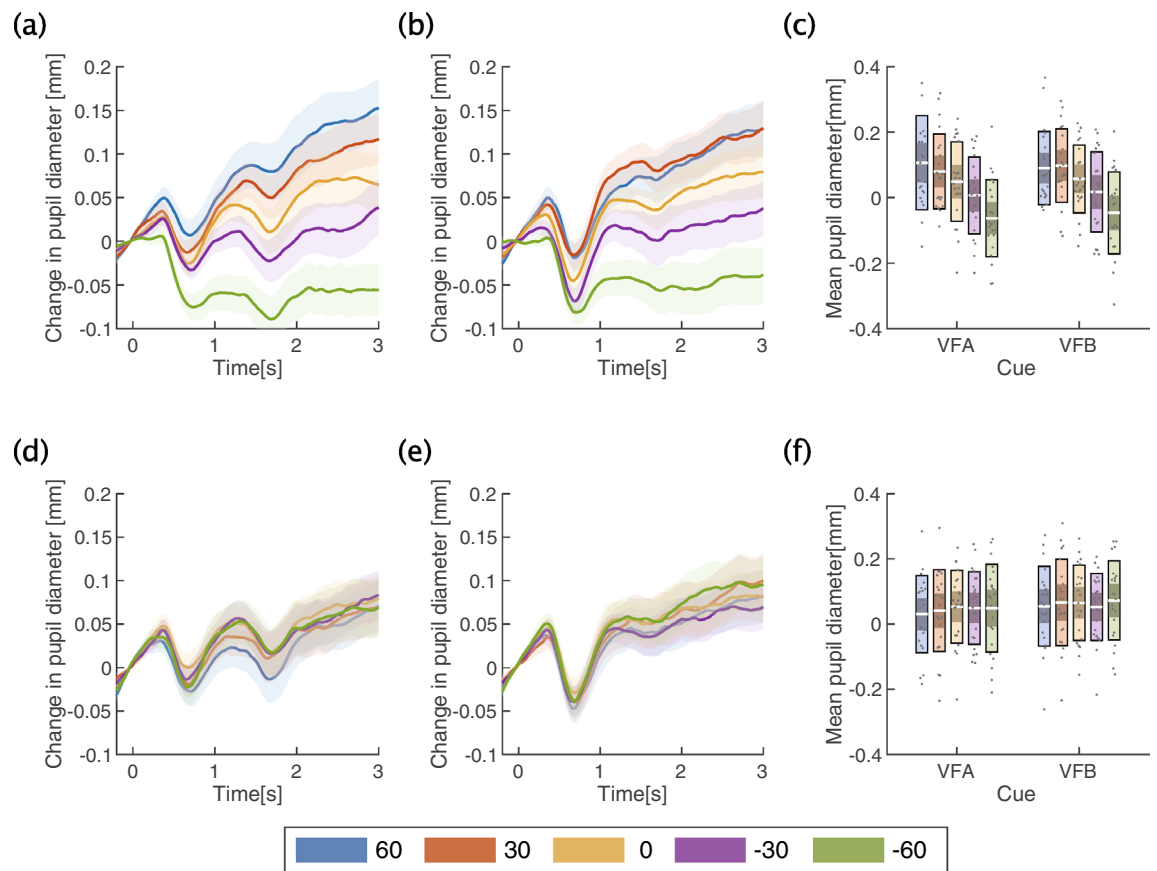 (a) (b) (c)
Change in pupil diameter [mm]
0.2
0.15
0.1
0.05
0
-0.05
-0.1
0 1 2 3
Time[s]
Change in pupil diameter [mm]
0.2
0.15
0.1
0.05
0
-0.05
-0.1
0 1 2 3
Time[s]
Mean pupil diameter[mm]
0.4
0.2
0
-0.2
-0.4
VFA VFB
Cue
(d) (e) (f)
Change in pupil diameter [mm]
0.2
0.15
0.1
0.05
0
-0.05
-0.1
0 1 2 3
Time[s]
Change in pupil diameter [mm]
0.2
0.15
0.1
0.05
0
-0.05
-0.1
0 1 2 3
Time[s]
Mean pupil diameter[mm]
0.4
0.2
0
-0.2
-0.4
VFA VFB
Cue
60 30 0 -30 -60